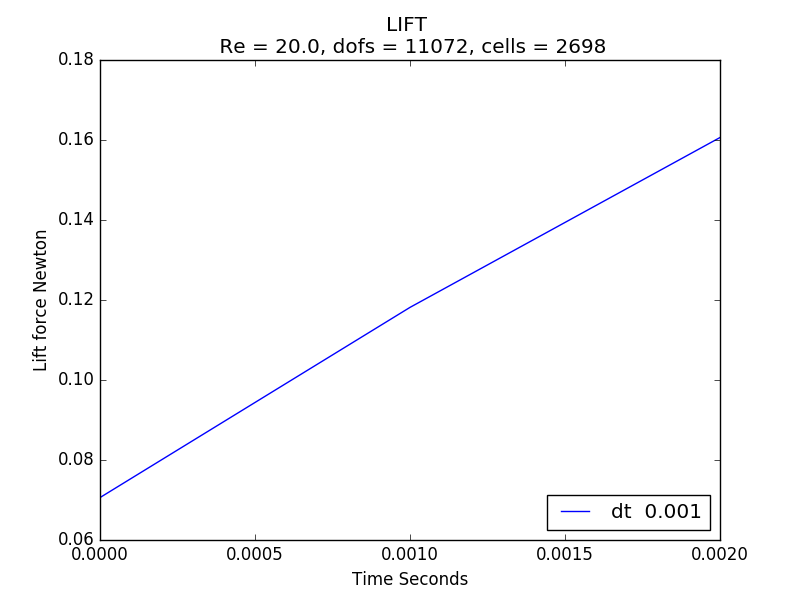 LIFT
Re = 20.0, dofs = 11072, cells = 2698
0.18
0.16
0.14
0.12
0.10
0.08
0.06
Lift force Newton
dt  0.001
0.0000
0.0005
0.0010
0.0015
0.0020
Time Seconds